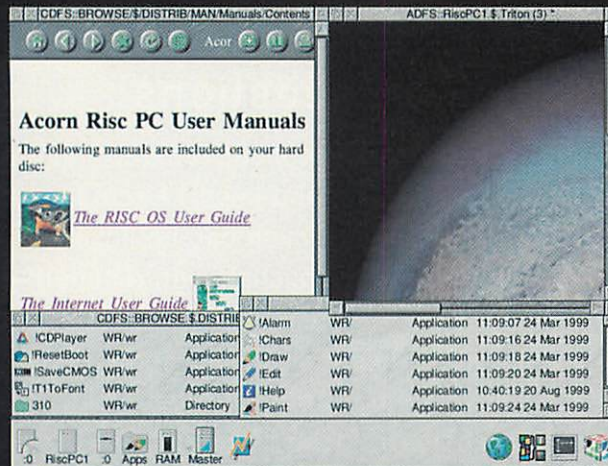 CDFS::BROWSE/$/DISTRIB/MAN/Manuals/Contents
Acor
Acorn Risc PC User Manuals
The following manuals are included on your hard
disc:
The RISC OS User Guide
The Internet User Guide
ADFS::RiscPC1.$.Triton (3) *
CDFS::BROWSE.$.DISTRIB
!CDPlayer WR/wr Application
!ResetBoot WR/wr Application
!SaveCMOS WR/wr Application
!T1ToFont WR/wr Application
310 WR/wr Directory
!Alarm WR/ Application 11:09:07 24 Mar 1999
!Chars WR/ Application 11:09:16 24 Mar 1999
!Draw WR/ Application 11:09:18 24 Mar 1999
!Edit WR/ Application 11:09:20 24 Mar 1999
!Help WR/ Application 10:40:19 20 Aug 1999
!Paint WR/ Application 11:09:24 24 Mar 1999
:0 RiscPC1 :0 Apps RAM Master